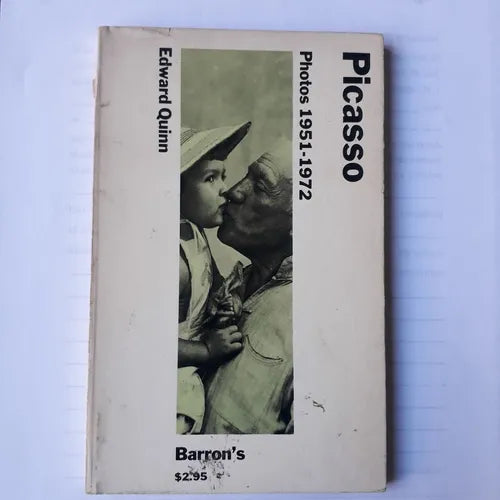 Picasso
Photos 1951-1972
Edward Quinn
Barron's
$2.95